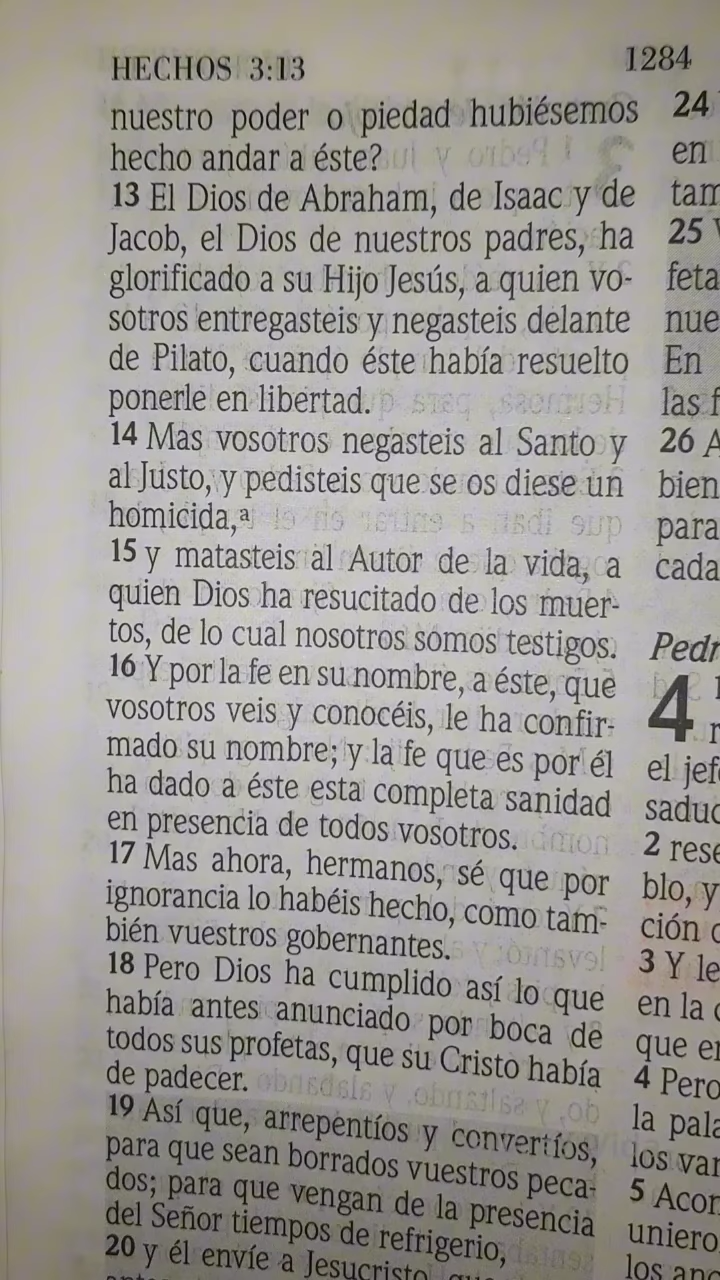 HECHOS 3:13
1284
nuestro poder o piedad hubiésemos
hecho andar a éste?
13 El Dios de Abraham, de Isaac y de
Jacob, el Dios de nuestros padres, ha
glorificado a su Hijo Jesús, a quien vo-
sotros entregasteis y negasteis delante
de Pilato, cuando éste había resuelto
ponerle en libertad.
14 Mas vosotros negasteis al Santo y
al Justo, y pedisteis que se os diese un
homicida,ª
15 y matasteis al Autor de la vida, a
quien Dios ha resucitado de los muer-
tos, de lo cual nosotros somos testigos.
16 Y por la fe en su nombre, a éste, que
vosotros veis y conocéis, le ha confir-
mado su nombre; y la fe que es por él
ha dado a éste esta completa sanidad
en presencia de todos vosotros.
17 Mas ahora, hermanos, sé que por
ignorancia lo habéis hecho, como tam-
bién vuestros gobernantes.
18 Pero Dios ha cumplido así lo que
había antes anunciado por boca de
todos sus profetas, que su Cristo había
de padecer.
19 Así que, arrepentíos y convertíos,
para que sean borrados vuestros peca-
dos; para que vengan de la presencia
del Señor tiempos de refrigerio,
20 y él envíe a Jesucristo,
24
en
tam
25
feta
nue
En
las f
26 A
bien
para
cada
Pedr
4
el jefe
saduc
2 rese
blo, y
ción
3 Y le
en la
que
4 Pero
la pala
los var
5 Acon
uniero
los